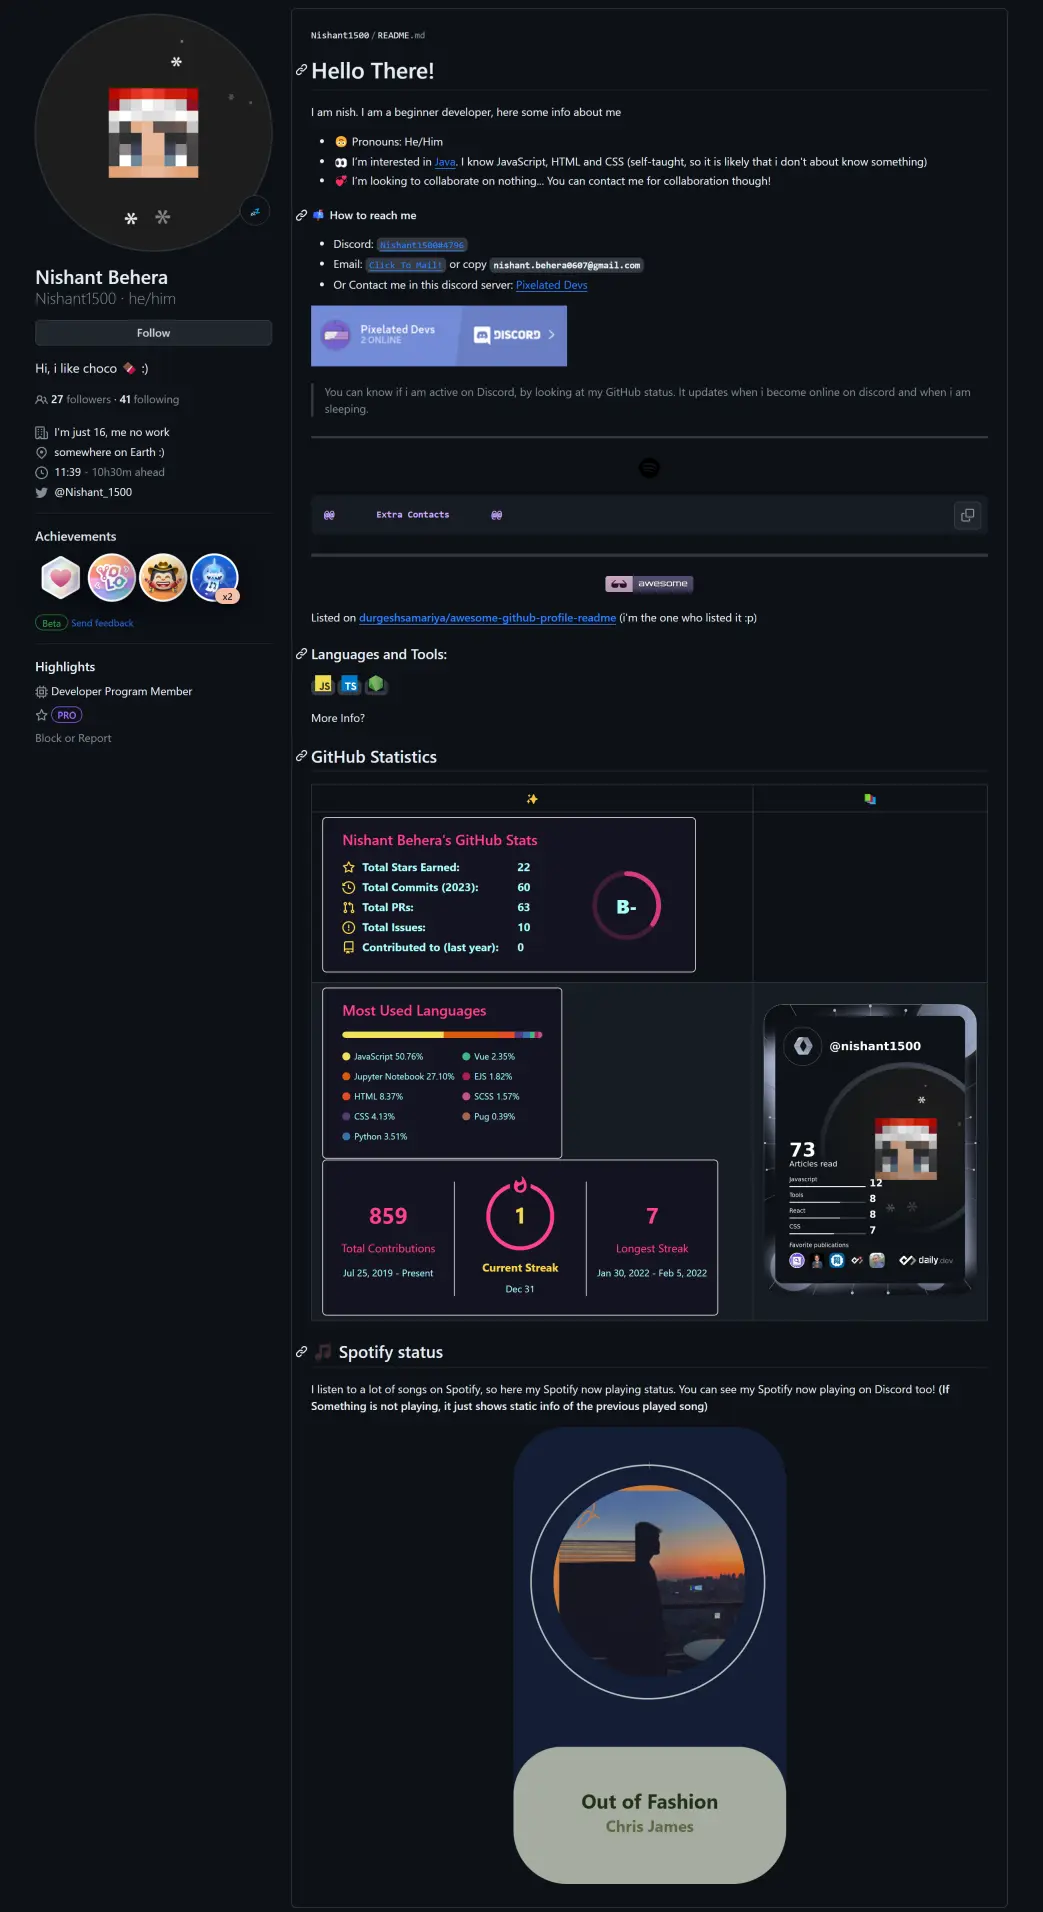 Nishant Behera
Nishant1500 · he/him
Follow
Hi, i like choco 🍫 :)
27 followers · 41 following
I'm just 16, me no work
somewhere on Earth :)
11:39 - 10h30m ahead
@Nishant_1500
Achievements
YOLO
x2
Beta Send feedback
Highlights
Developer Program Member
PRO
Block or Report
Nishant1500/README.md
Hello There!
I am nish. I am a beginner developer, here some info about me
🙃 Pronouns: He/Him
👀 I'm interested in Java. I know JavaScript, HTML and CSS (self-taught, so it is likely that i don't about know something)
💞 I'm looking to collaborate on nothing... You can contact me for collaboration though!
📫 How to reach me
Discord: Nishant1500#4796
Email: Click To Mail! or copy nishant.behera0607@gmail.com
Or Contact me in this discord server: Pixelated Devs
Pixelated Devs
2 ONLINE
DISCORD
You can know if i am active on Discord, by looking at my GitHub status. It updates when i become online on discord and when i am
sleeping.
@@ Extra Contacts @@
awesome
Listed on durgeshsamariya/awesome-github-profile-readme (i'm the one who listed it :p)
Languages and Tools:
JS TS
More Info?
GitHub Statistics
Nishant Behera's GitHub Stats
Total Stars Earned: 22
Total Commits (2023): 60
Total PRs: 63
Total Issues: 10
Contributed to (last year): 0
B-
Most Used Languages
JavaScript 50.76% Vue 2.35%
Jupyter Notebook 27.10% EJS 1.82%
HTML 8.37% SCSS 1.57%
CSS 4.13% Pug 0.39%
Python 3.51%
859 1 7
Total Contributions Current Streak Longest Streak
Jul 25, 2019 - Present Dec 31 Jan 30, 2022 - Feb 5, 2022
@nishant1500
73
Articles read
Javascript 12
Tools 8
React 8
CSS 7
Favorite publications
daily.dev
🎵 Spotify status
I listen to a lot of songs on Spotify, so here my Spotify now playing status. You can see my Spotify now playing on Discord too! (If
Something is not playing, it just shows static info of the previous played song)
Out of Fashion
Chris James